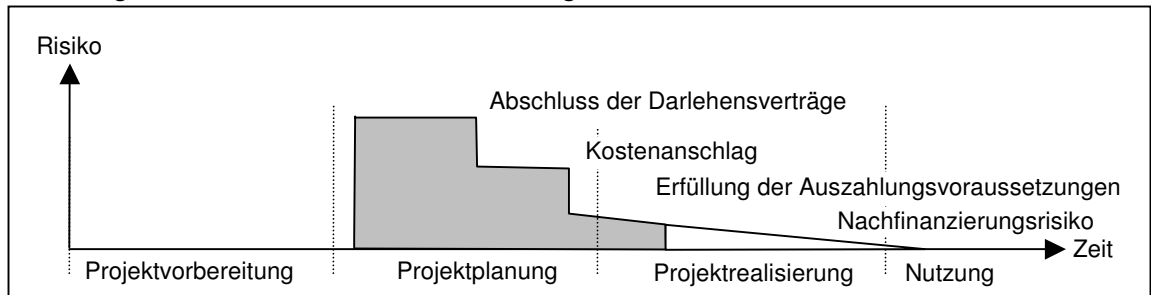 Risiko
Abschluss der Darlehensverträge
Kostenanschlag
Erfüllung der Auszahlungsvoraussetzungen
Nachfinanzierungsrisiko
Zeit
Projektvorbereitung
Projektplanung
Projektrealisierung
Nutzung